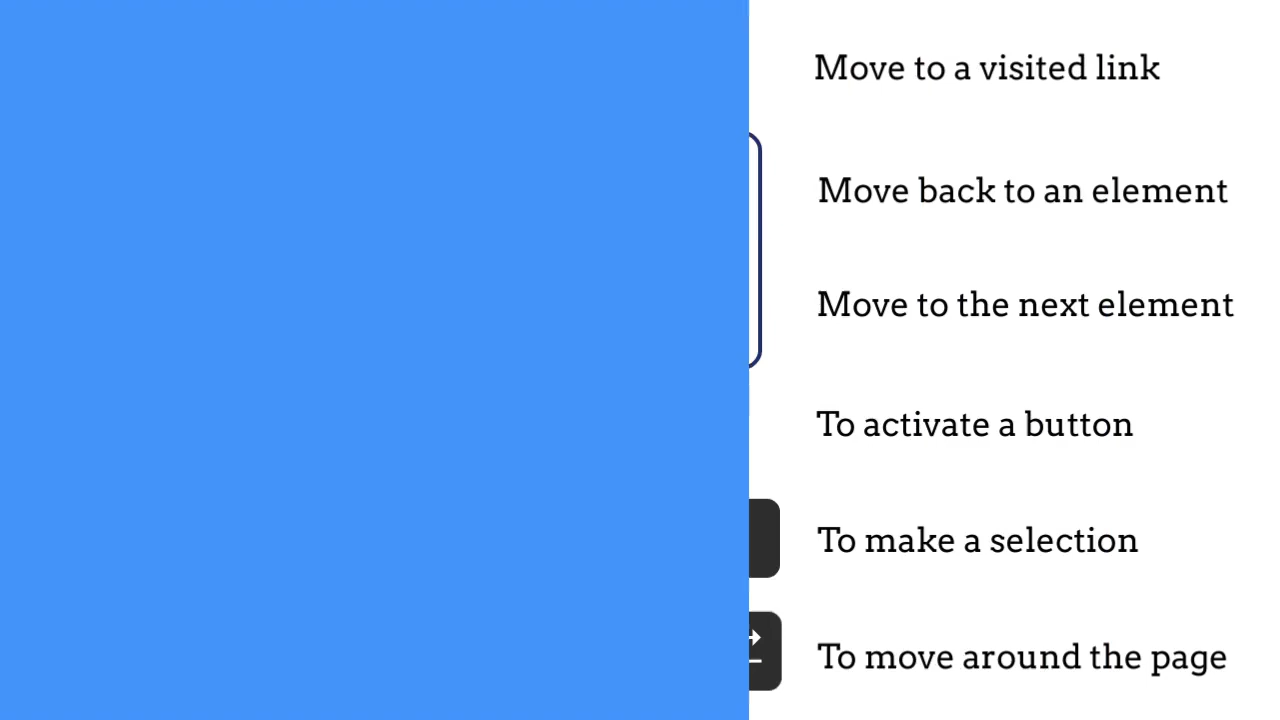 Move to a visited link
Move back to an element
Move to the next element
To activate a button
To make a selection
To move around the page